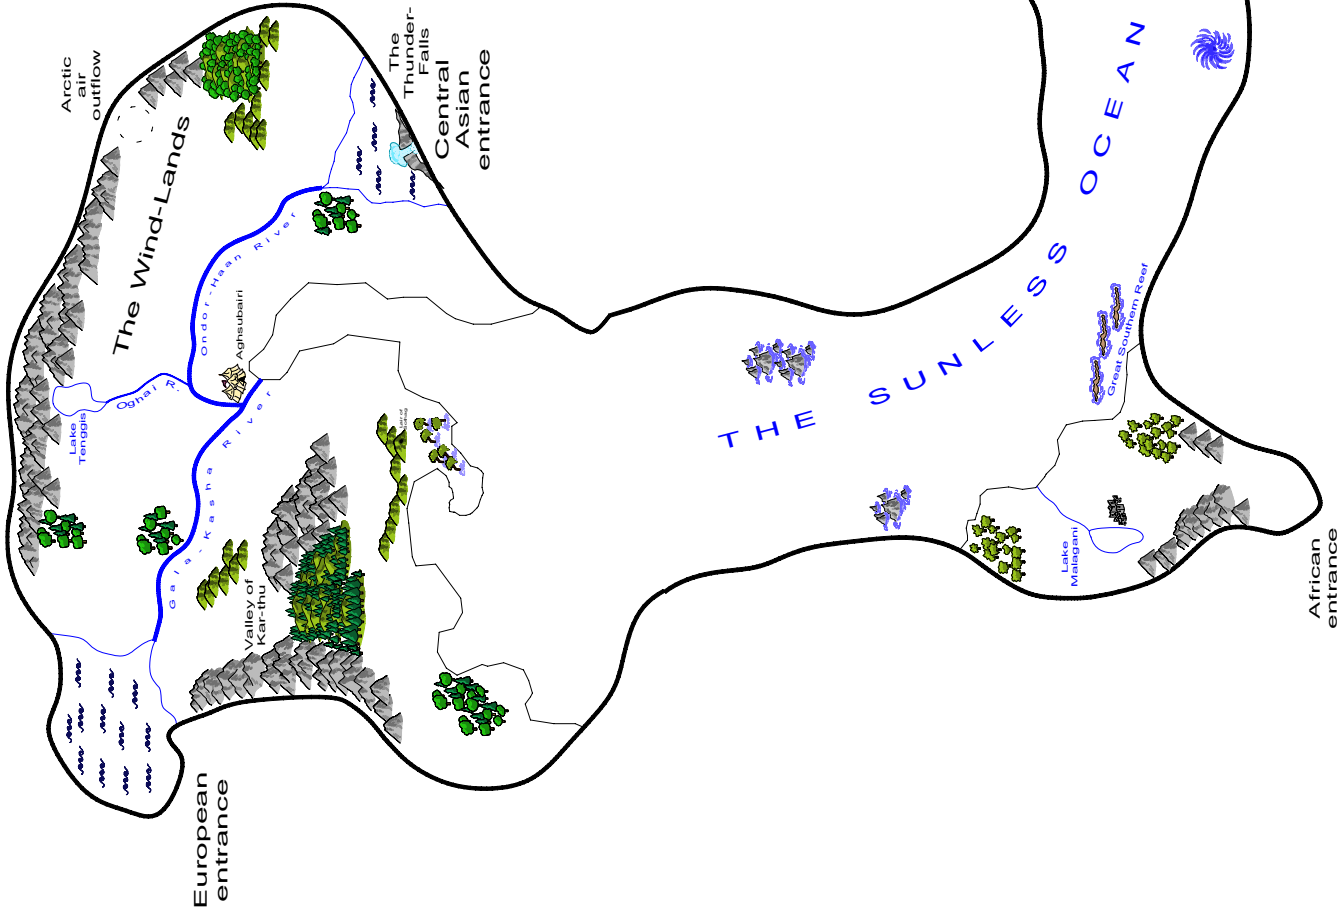 Arctic
air
outflow
The Wind-Lands
The
Thunder-
Falls
Central
Asian
entrance
Ondor-Haan River
Aghsubairi
Oghal R.
Lake
Tenggis
Gala-Kasha River
Valley of
Kar-thu
European
entrance
THE SUNLESS OCEAN
Great Southern Reef
Lake
Malagani
African
entrance